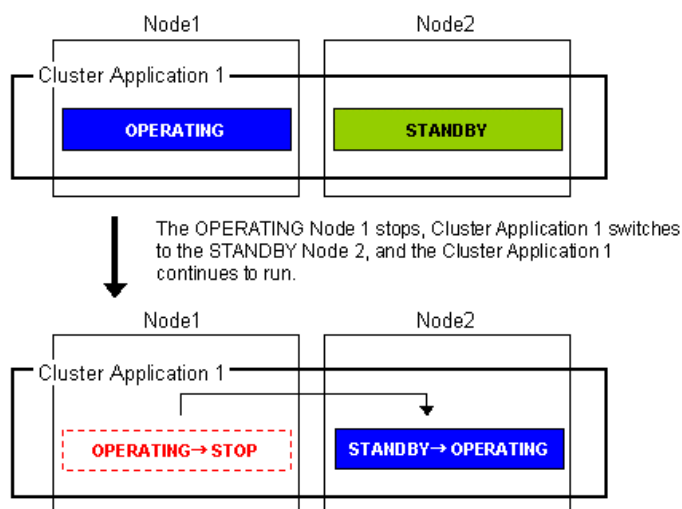 Node1 Node2
Cluster Application 1
OPERATING STANDBY
The OPERATING Node 1 stops, Cluster Application 1 switches
to the STANDBY Node 2, and the Cluster Application 1
continues to run.
Node1 Node2
Cluster Application 1
OPERATING→STOP STANDBY→OPERATING